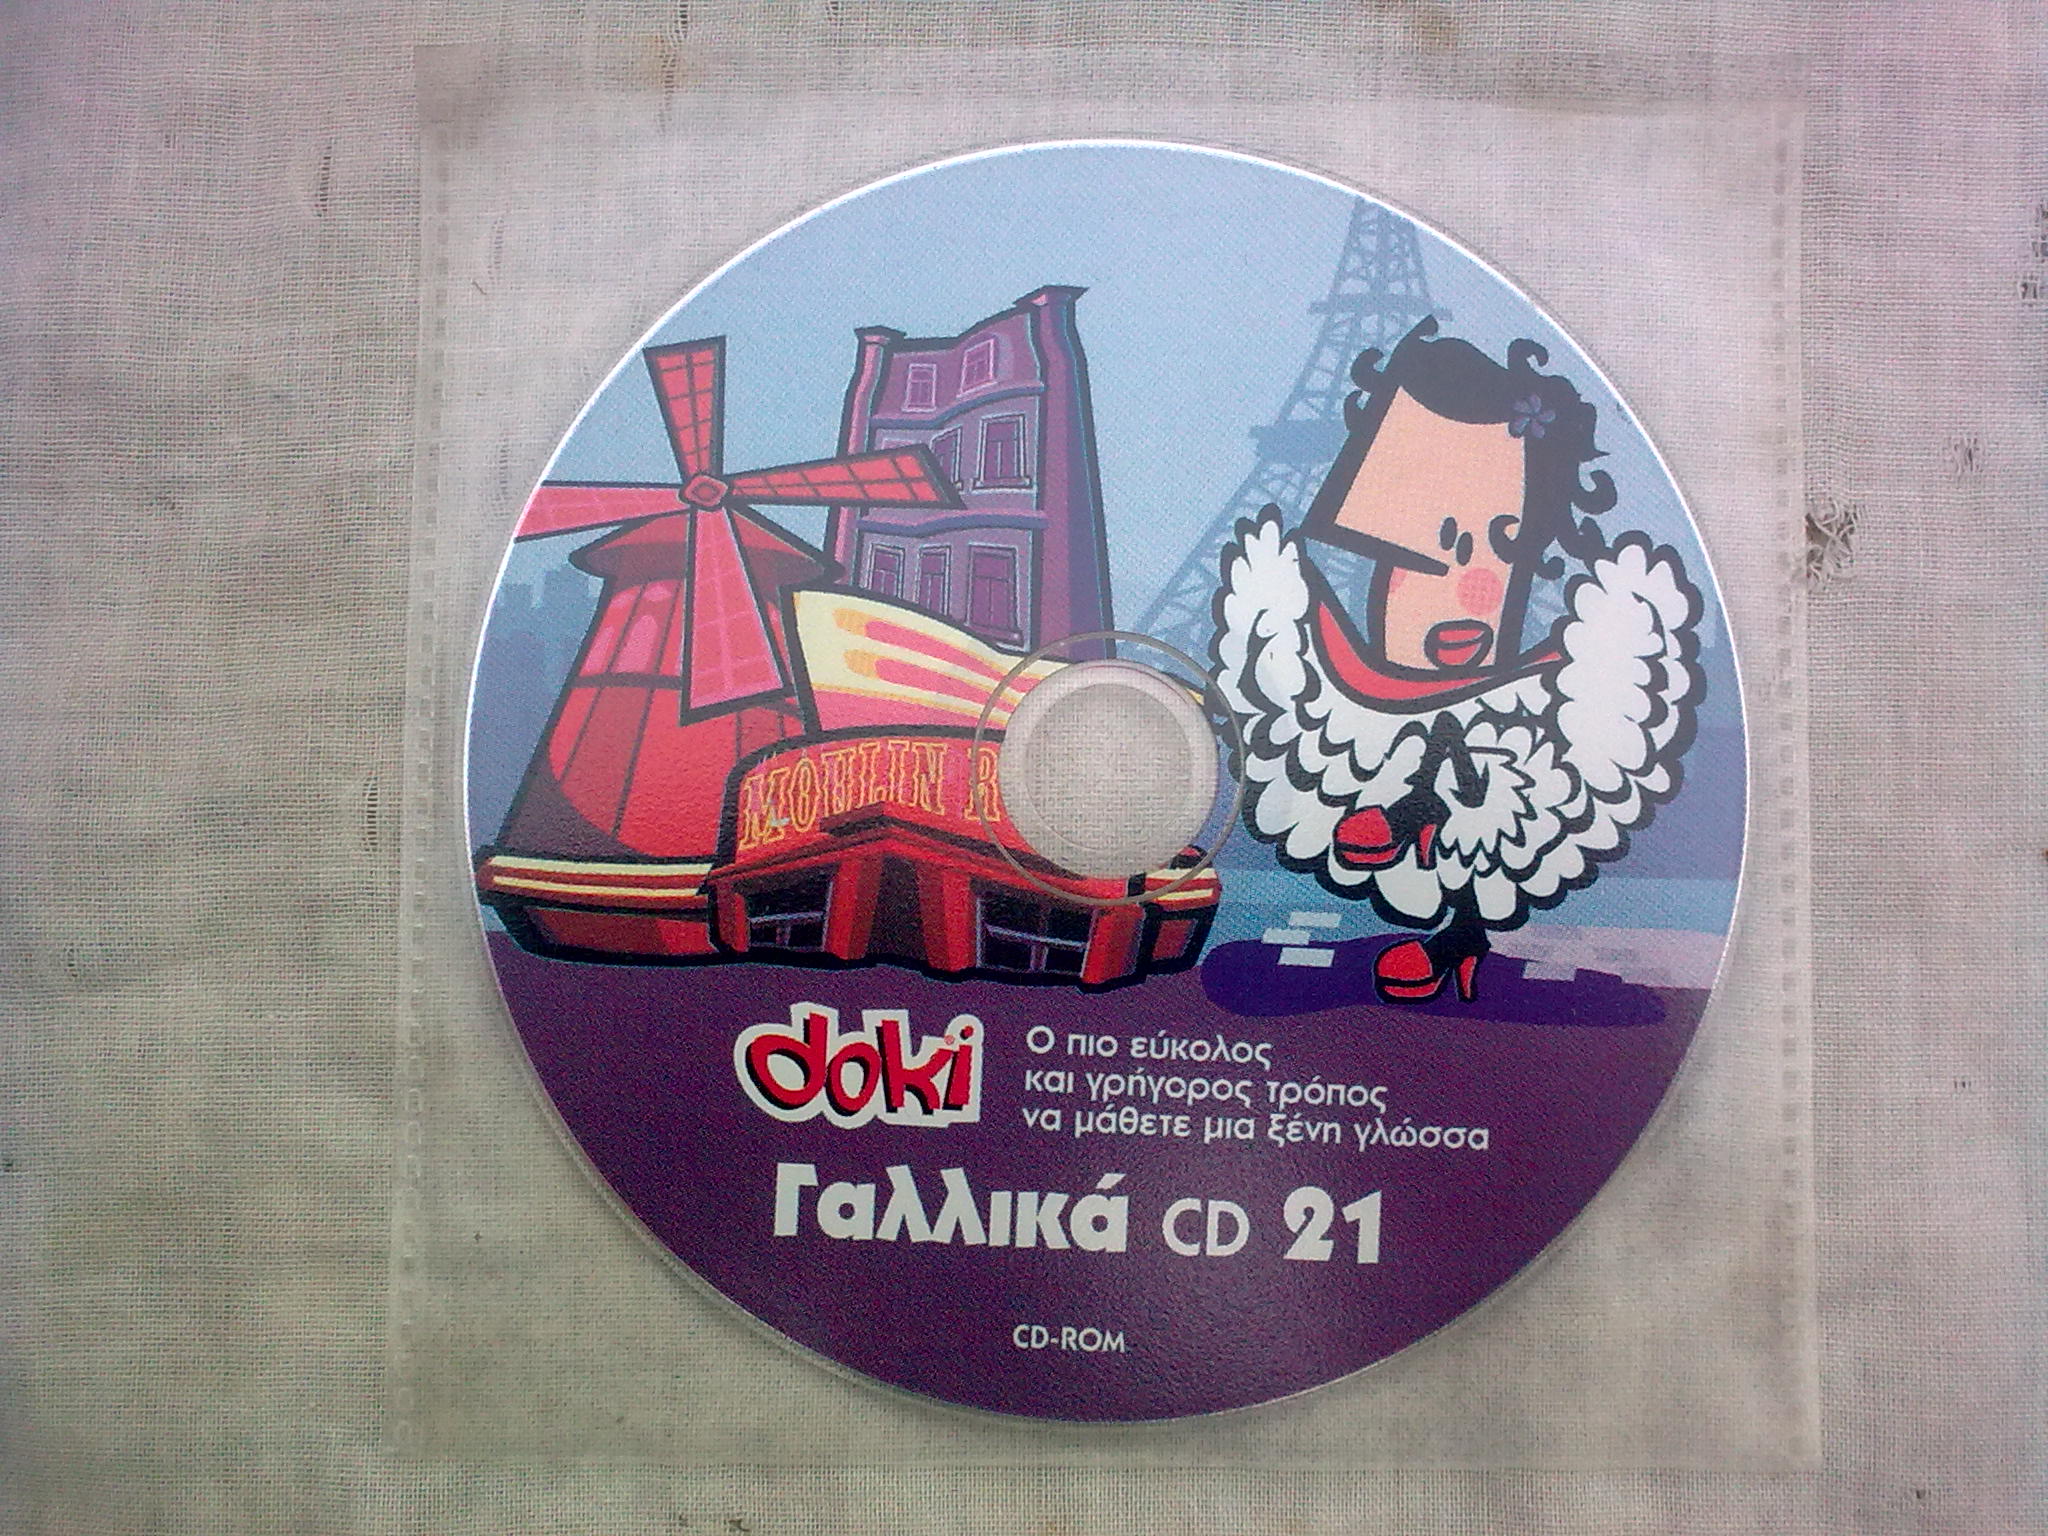 MOULIN R
doki
Ο πιο εύκολος
και γρήγορος τρόπος
να μάθετε μια ξένη γλώσσα
Γαλλικά CD 21
CD-ROM